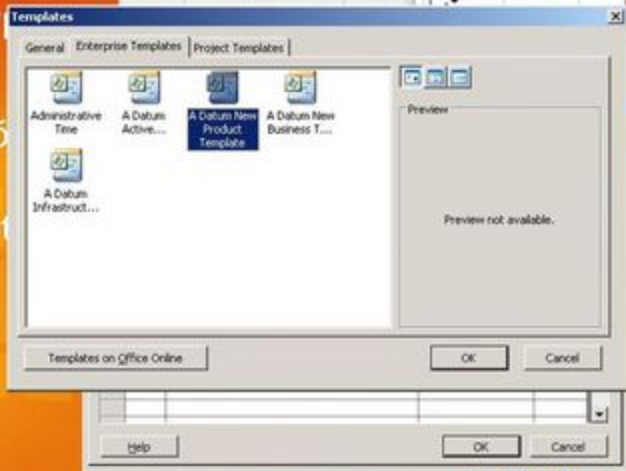 Templates
General Enterprise Templates Project Templates
Administrative Time
A Datum Active...
A Datum New Product Template
A Datum New Business T...
A Datum Infrastruct...
Preview
Preview not available.
Templates on Office Online
OK Cancel
Help OK Cancel